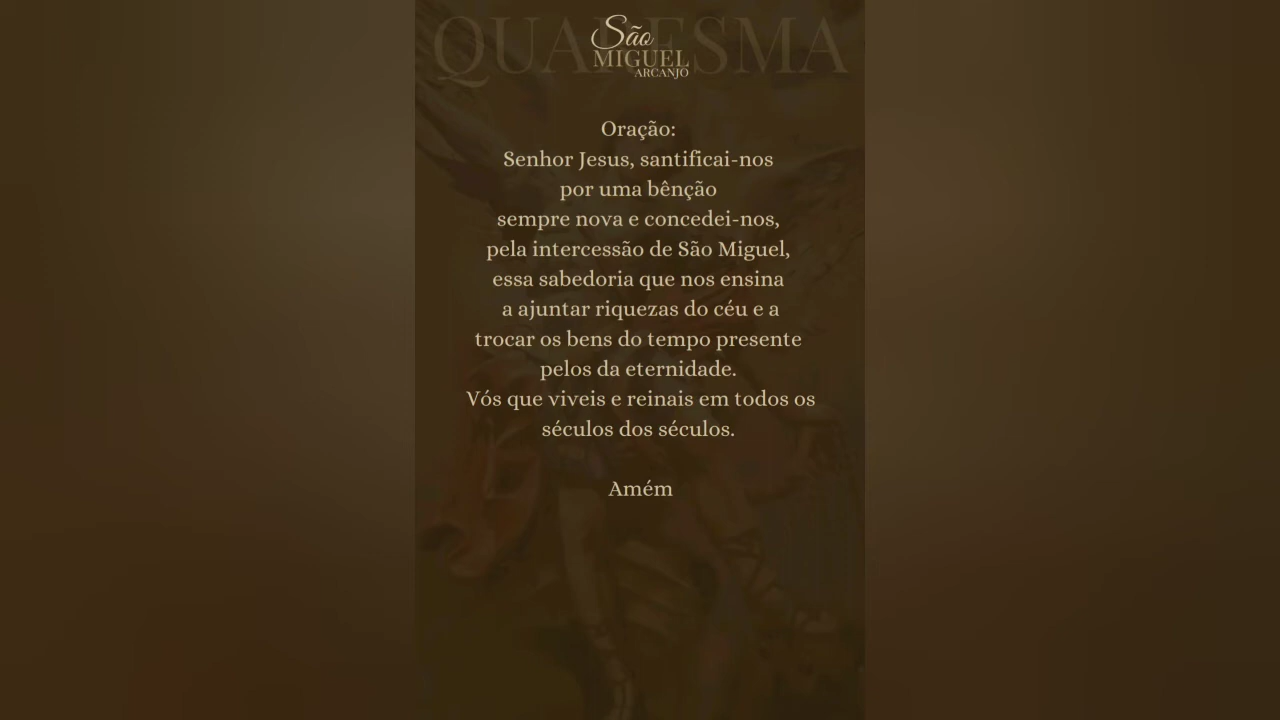 QUARESMA
São
MIGUEL
ARCANJO
Oração:
Senhor Jesus, santificai-nos
por uma bênção
sempre nova e concedei-nos,
pela intercessão de São Miguel,
essa sabedoria que nos ensina
a ajuntar riquezas do céu e a
trocar os bens do tempo presente
pelos da eternidade.
Vós que viveis e reinais em todos os
séculos dos séculos.
Amém